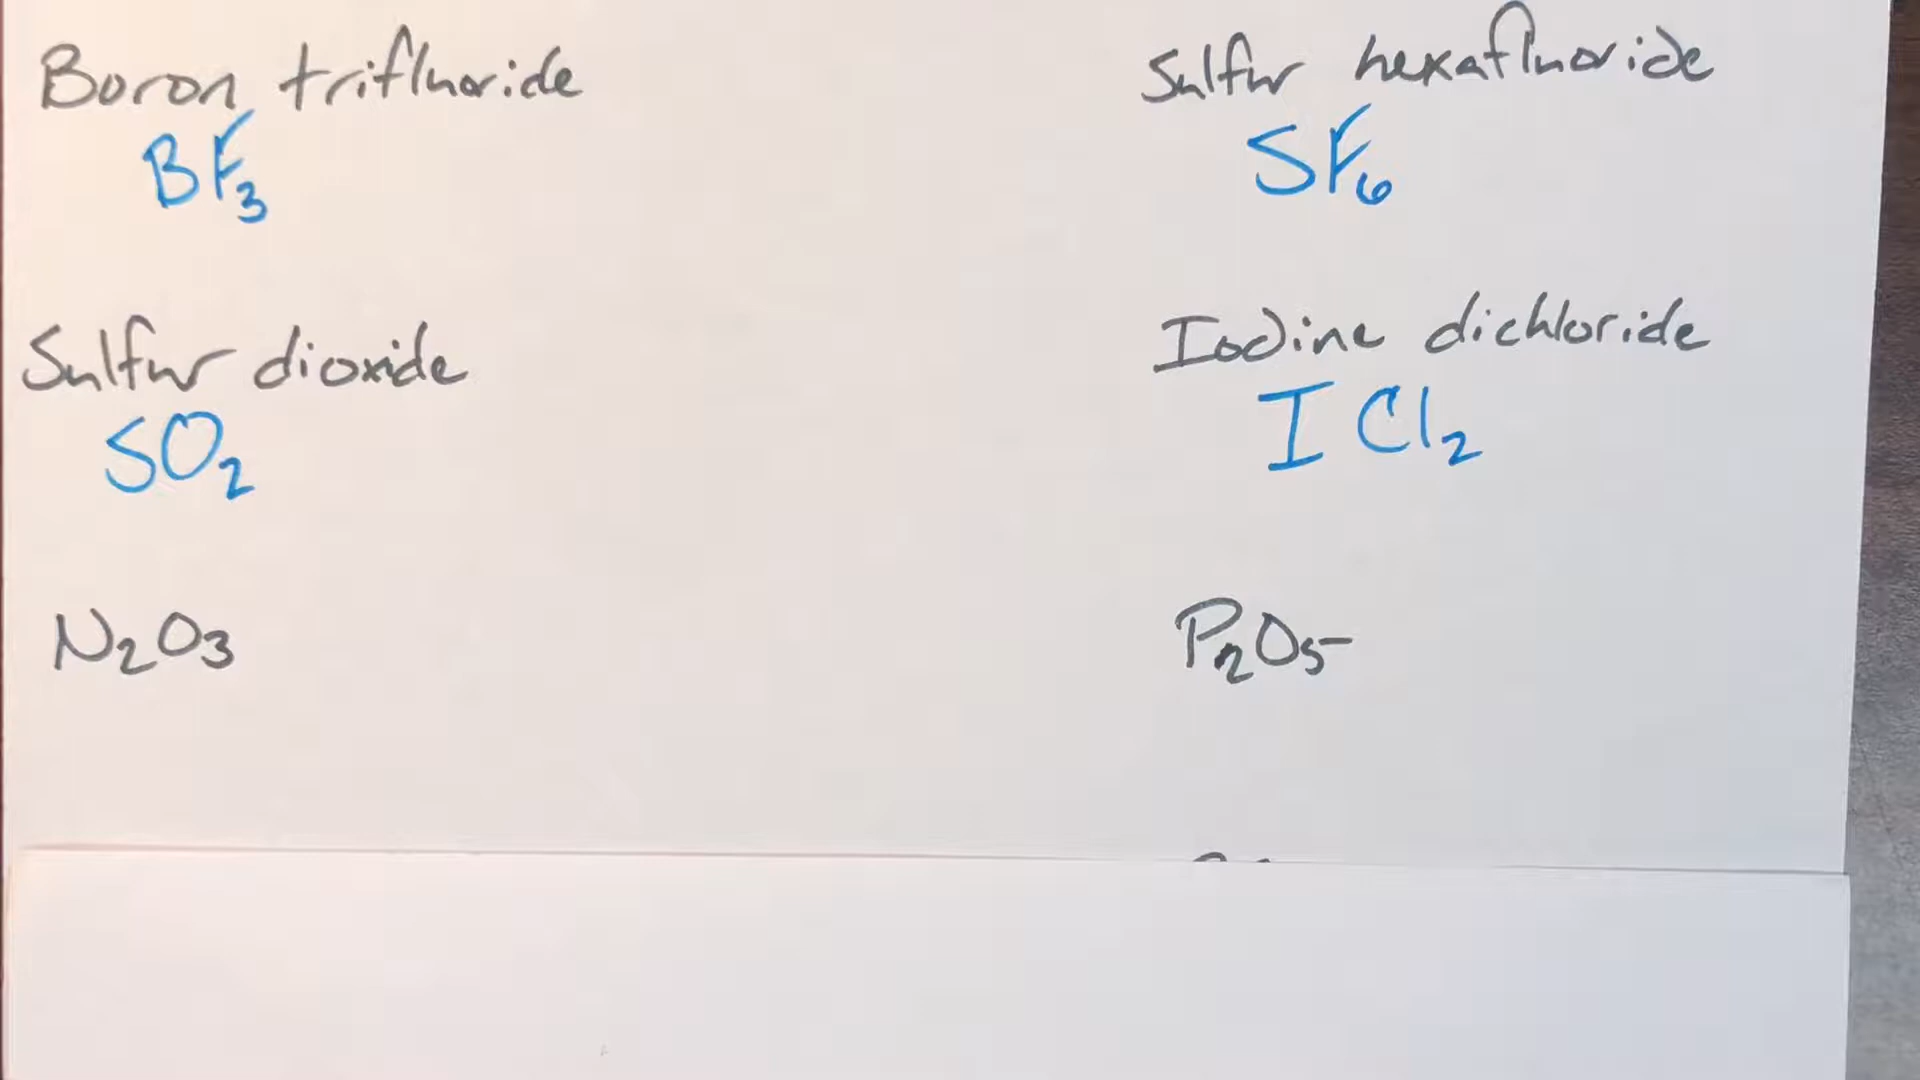 Boron trifluoride
BF₃
Sulfur hexafluoride
SF₆
Sulfur dioxide
SO₂
Iodine dichloride
ICl₂
N₂O₃
P₂O₅